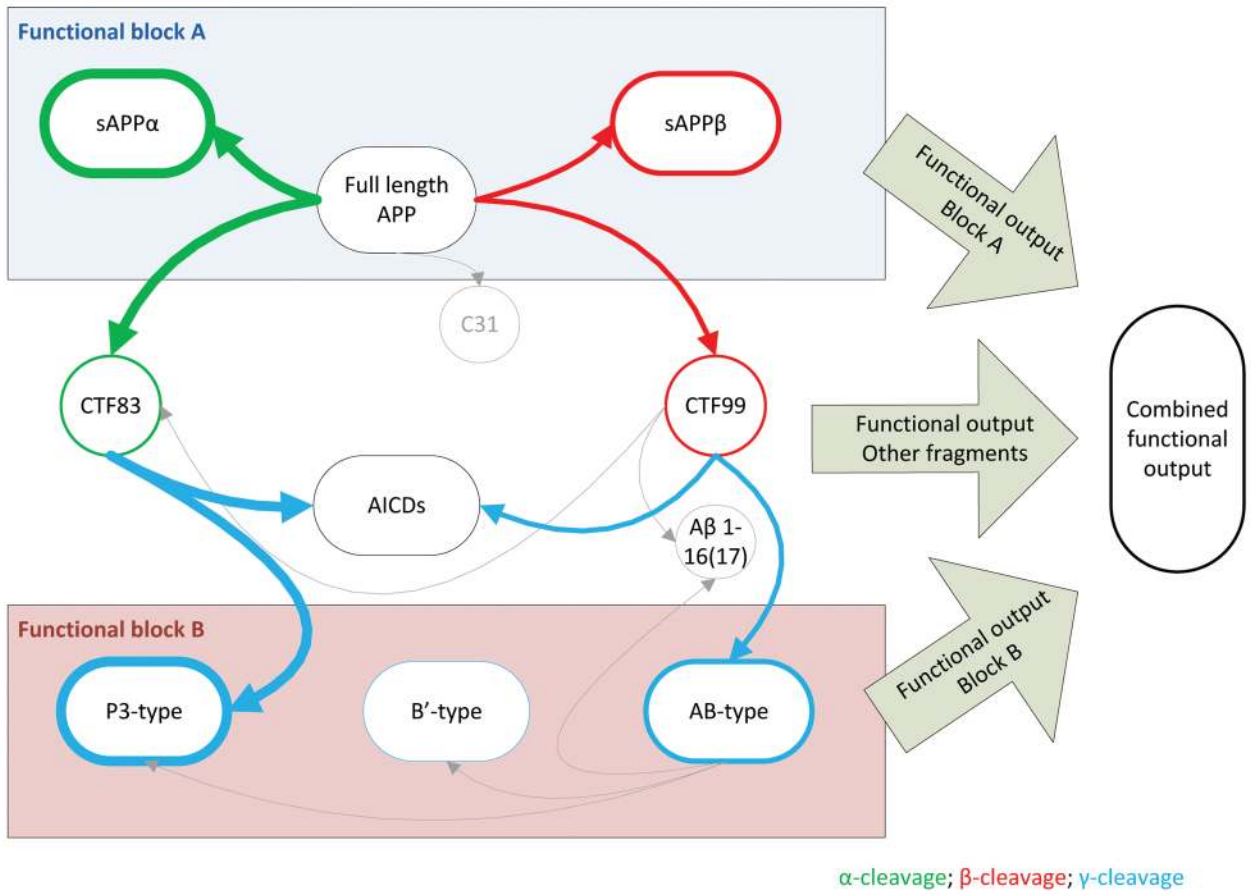 Functional block A
sAPPα
sAPPβ
Full length
APP
C31
Functional output
Block A
CTF83
CTF99
Functional output
Other fragments
Combined
functional
output
AICDs
Aβ 1-
16(17)
Functional block B
P3-type
B’-type
AB-type
Functional output
Block B
α-cleavage; β-cleavage; γ-cleavage